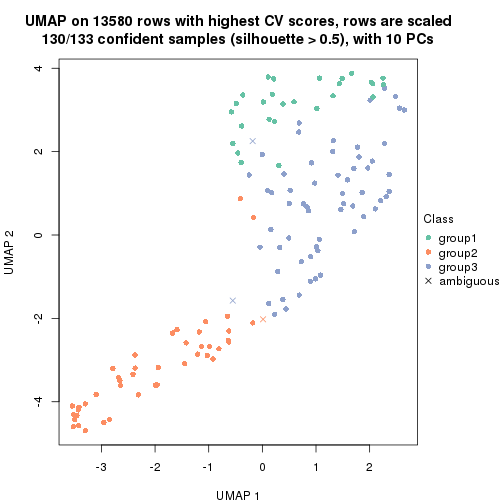 UMAP on 13580 rows with highest CV scores, rows are scaled
130/133 confident samples (silhouette > 0.5), with 10 PCs
4
2
0
-2
-4
UMAP 2
-3
-2
-1
0
1
2
UMAP 1
Class
group1
group2
group3
ambiguous